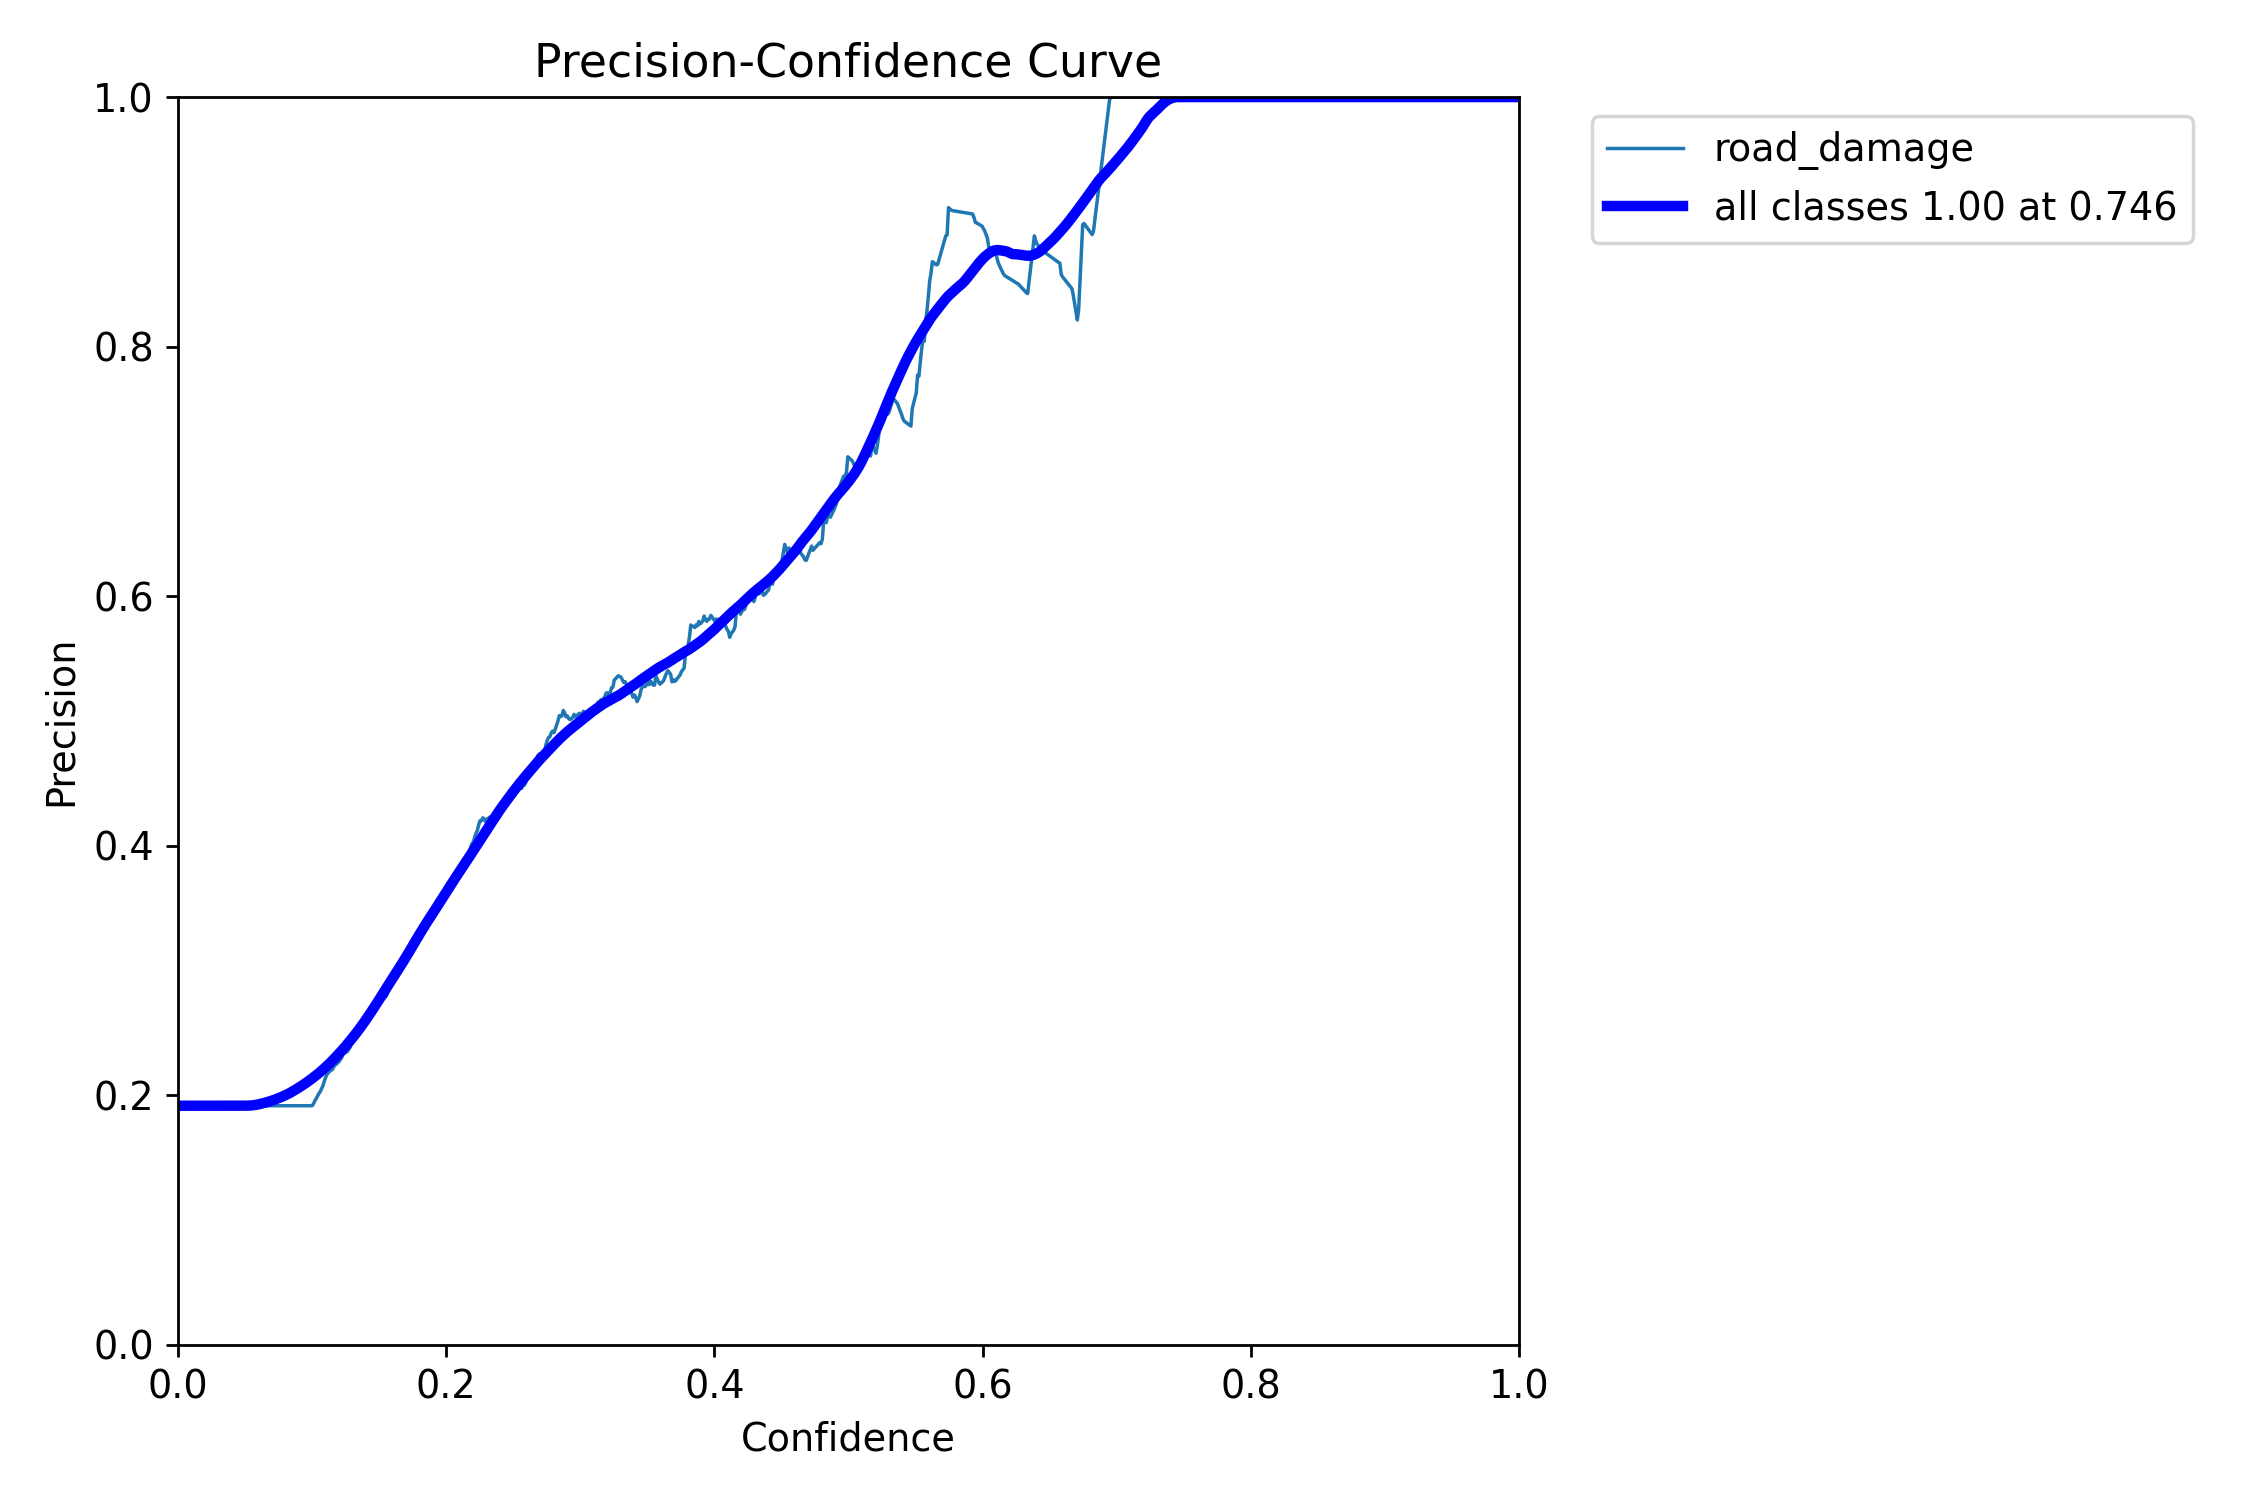 Precision-Confidence Curve
1.0
0.8
0.6
0.4
0.2
0.0
Precision
0.0 0.2 0.4 0.6 0.8 1.0
Confidence
road_damage
all classes 1.00 at 0.746